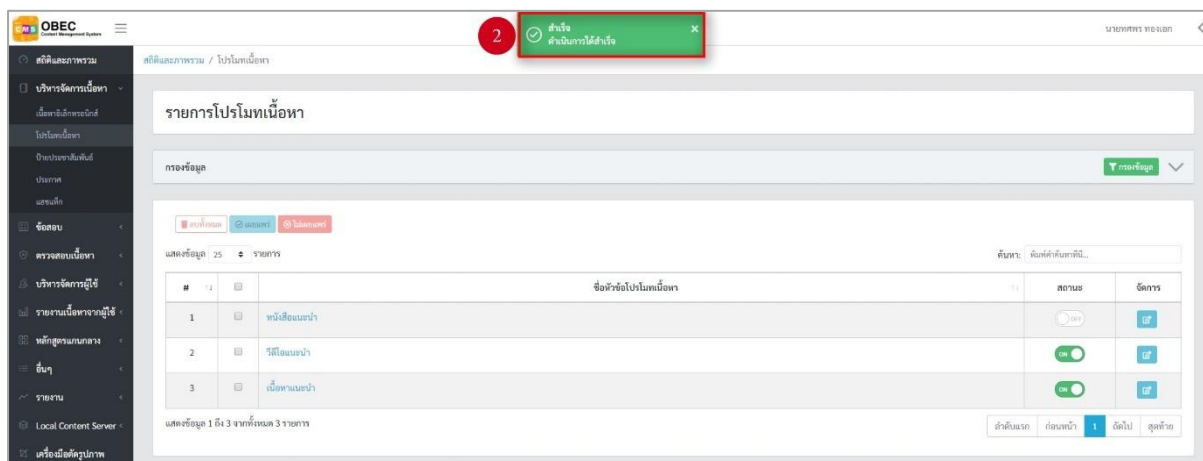 CMS OBEC
Content Management System
2
สำเร็จ ×
ดำเนินการได้สำเร็จ
นายทศพร ทองเอก
สถิติและภาพรวม
บริหารจัดการเนื้อหา
เนื้อหาอิเล็กทรอนิกส์
โปรโมทเนื้อหา
ป้ายประชาสัมพันธ์
ประกาศ
แฮชแท็ก
ข้อสอบ
ตรวจสอบเนื้อหา
บริหารจัดการผู้ใช้
รายงานเนื้อหาจากผู้ใช้
หลักสูตรแกนกลาง
อื่นๆ
รายงาน
Local Content Server
เครื่องมือตัดรูปภาพ
สถิติและภาพรวม / โปรโมทเนื้อหา
รายการโปรโมทเนื้อหา
กรองข้อมูล กรองข้อมูล
ลบทั้งหมด เผยแพร่ ไม่เผยแพร่
แสดงข้อมูล 25 รายการ ค้นหา: พิมพ์คำค้นหาที่นี่...
# ชื่อหัวข้อโปรโมทเนื้อหา สถานะ จัดการ
1 หนังสือแนะนำ OFF
2 วีดีโอแนะนำ ON
3 เนื้อหาแนะนำ ON
แสดงข้อมูล 1 ถึง 3 จากทั้งหมด 3 รายการ ลำดับแรก ก่อนหน้า 1 ถัดไป สุดท้าย